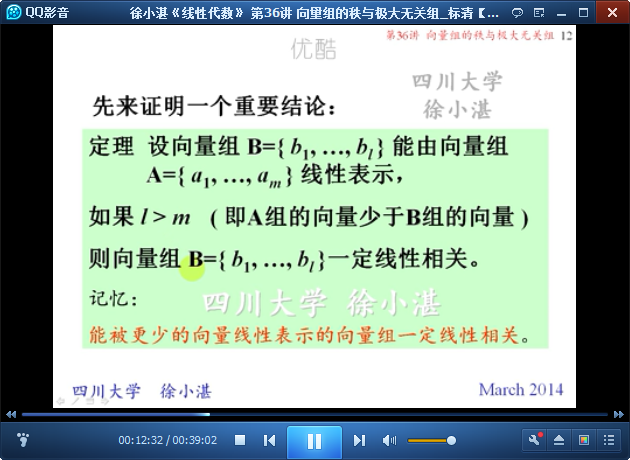 QQ影音
徐小湛《线性代数》 第36讲 向量组的秩与极大无关组_标清【...
优酷
第36讲 向量组的秩与极大无关组 12
四川大学
徐小湛
先来证明一个重要结论：
定理 设向量组 B={ b1, …, bl } 能由向量组
A={ a1, …, am } 线性表示，
如果 l > m （ 即A组的向量少于B组的向量 ）
则向量组 B={ b1, …, bl }一定线性相关。
记忆：
四川大学 徐小湛
能被更少的向量线性表示的向量组一定线性相关。
四川大学 徐小湛
March 2014
00:12:32 / 00:39:02